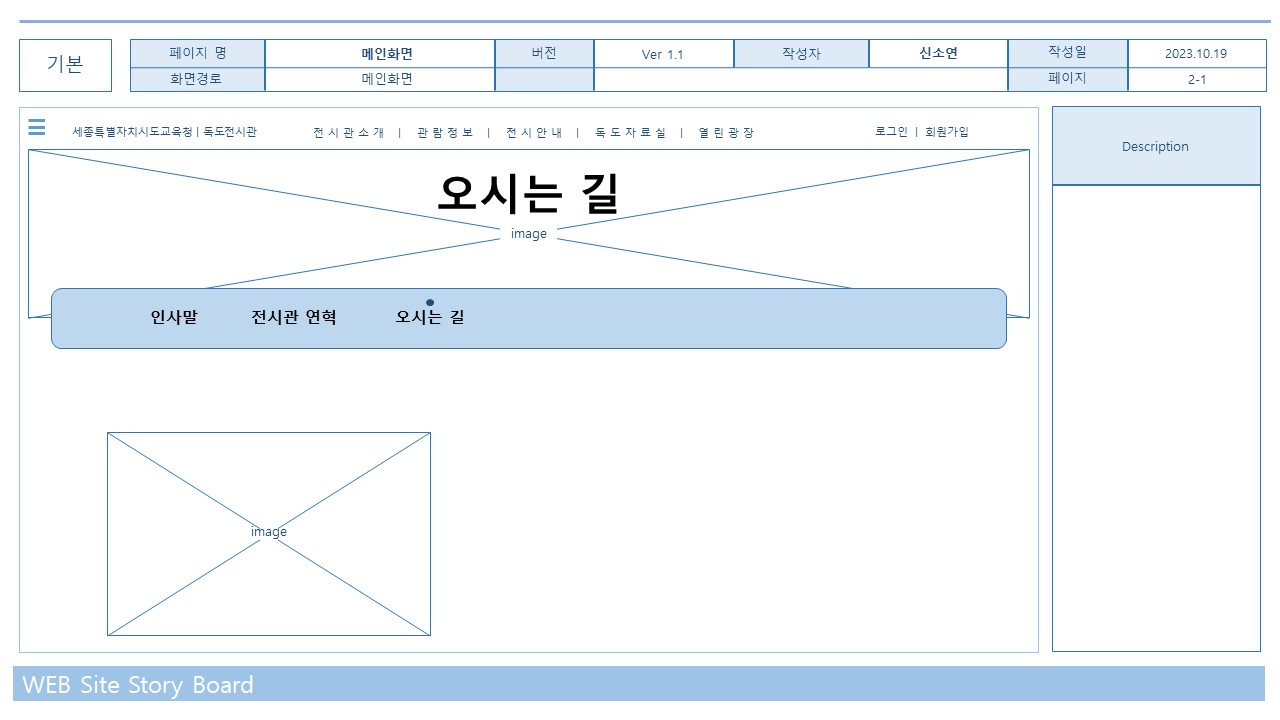 기본
페이지 명 메인화면 버전 Ver 1.1 작성자 신소연 작성일 2023.10.19
화면경로 메인화면 페이지 2-1
세종특별자치시도교육청 | 독도전시관 전시관소개 | 관람정보 | 전시안내 | 독도자료실 | 열린광장 로그인 | 회원가입
Description
오시는 길
image
인사말 전시관 연혁 오시는 길
image
WEB Site Story Board